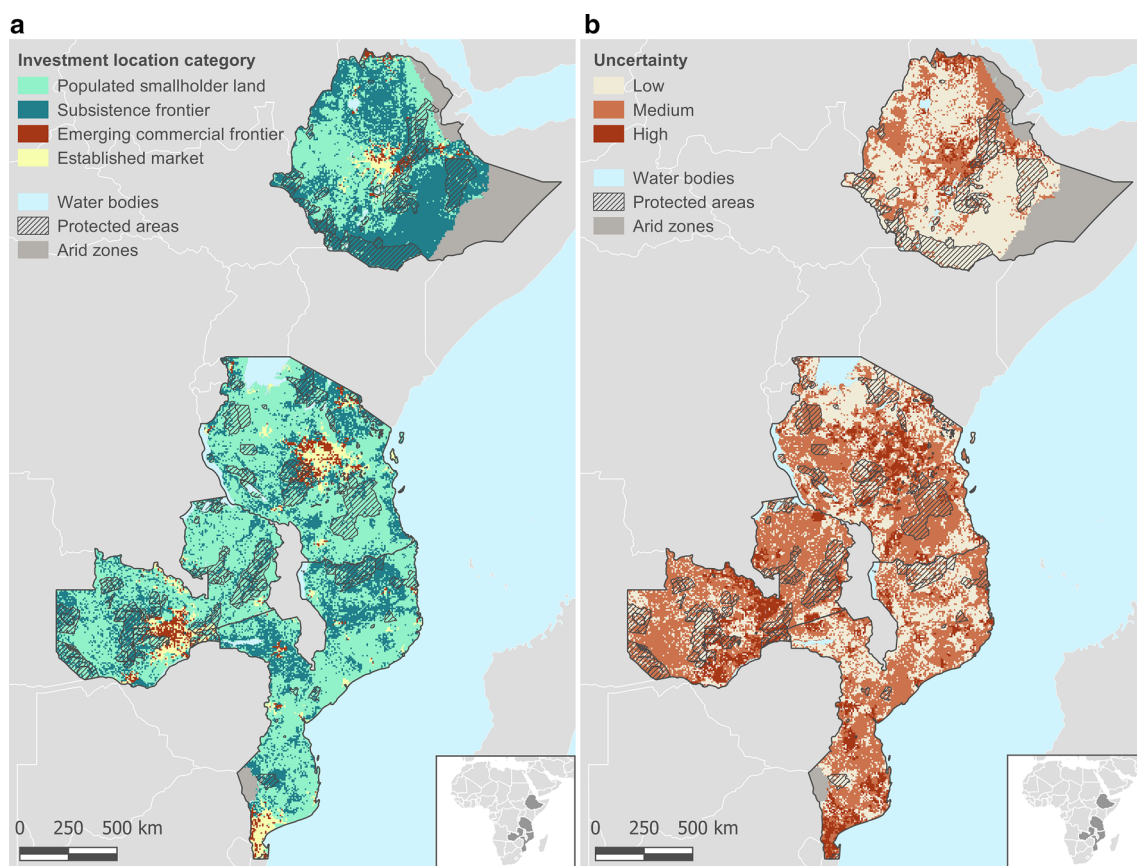 a
Investment location category
Populated smallholder land
Subsistence frontier
Emerging commercial frontier
Established market
Water bodies
Protected areas
Arid zones
0 250 500 km
b
Uncertainty
Low
Medium
High
Water bodies
Protected areas
Arid zones
0 250 500 km